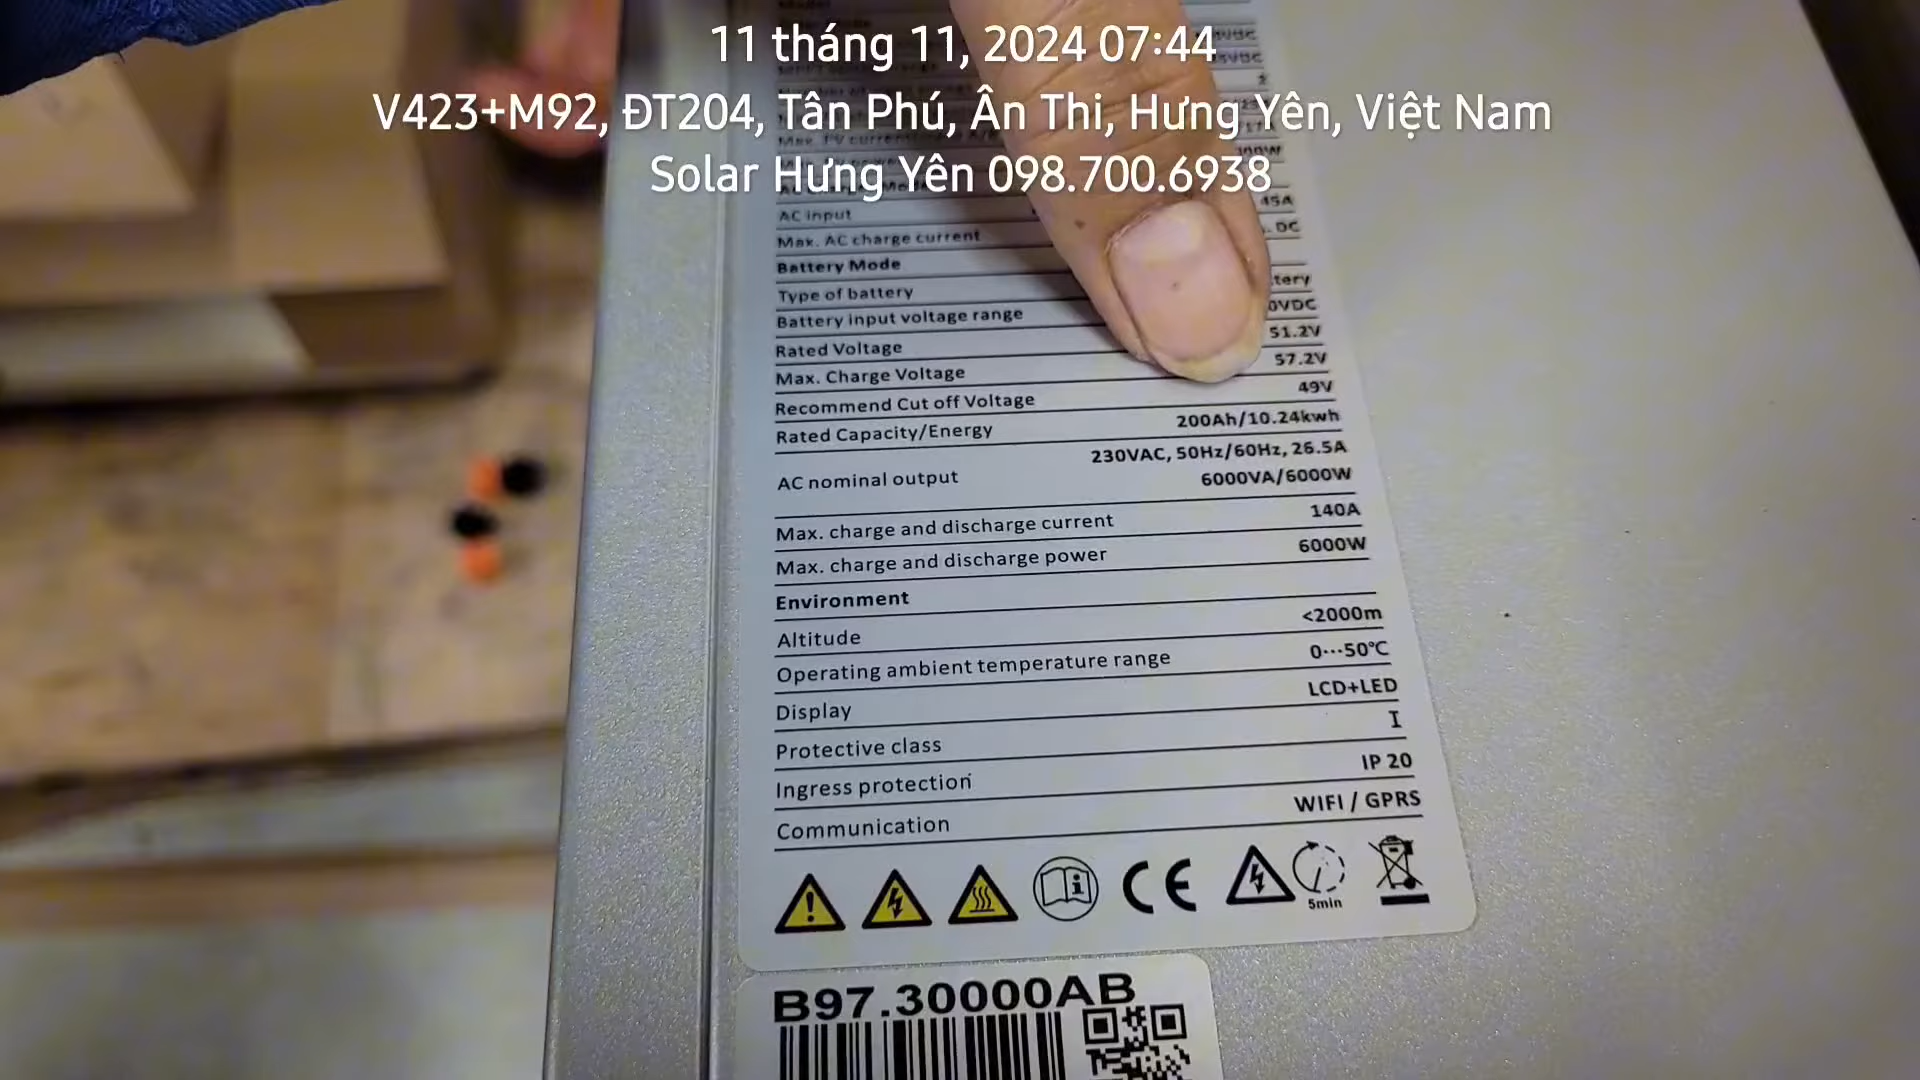 11 tháng 11, 2024 07:44
V423+M92, ĐT204, Tân Phú, Ân Thi, Hưng Yên, Việt Nam
Solar Hưng Yên 098.700.6938
45A
AC input
DC
Max. AC charge current
Battery Mode
Type of battery tery
Battery input voltage range 0VDC
Rated Voltage 51.2V
Max. Charge Voltage 57.2V
Recommend Cut off Voltage 49V
Rated Capacity/Energy 200Ah/10.24kwh
AC nominal output 230VAC, 50Hz/60Hz, 26.5A
6000VA/6000W
Max. charge and discharge current 140A
Max. charge and discharge power 6000W
Environment
Altitude <2000m
Operating ambient temperature range 0···50℃
Display LCD+LED
Protective class I
Ingress protection IP 20
Communication WIFI / GPRS
CE
5min
B97.30000AB